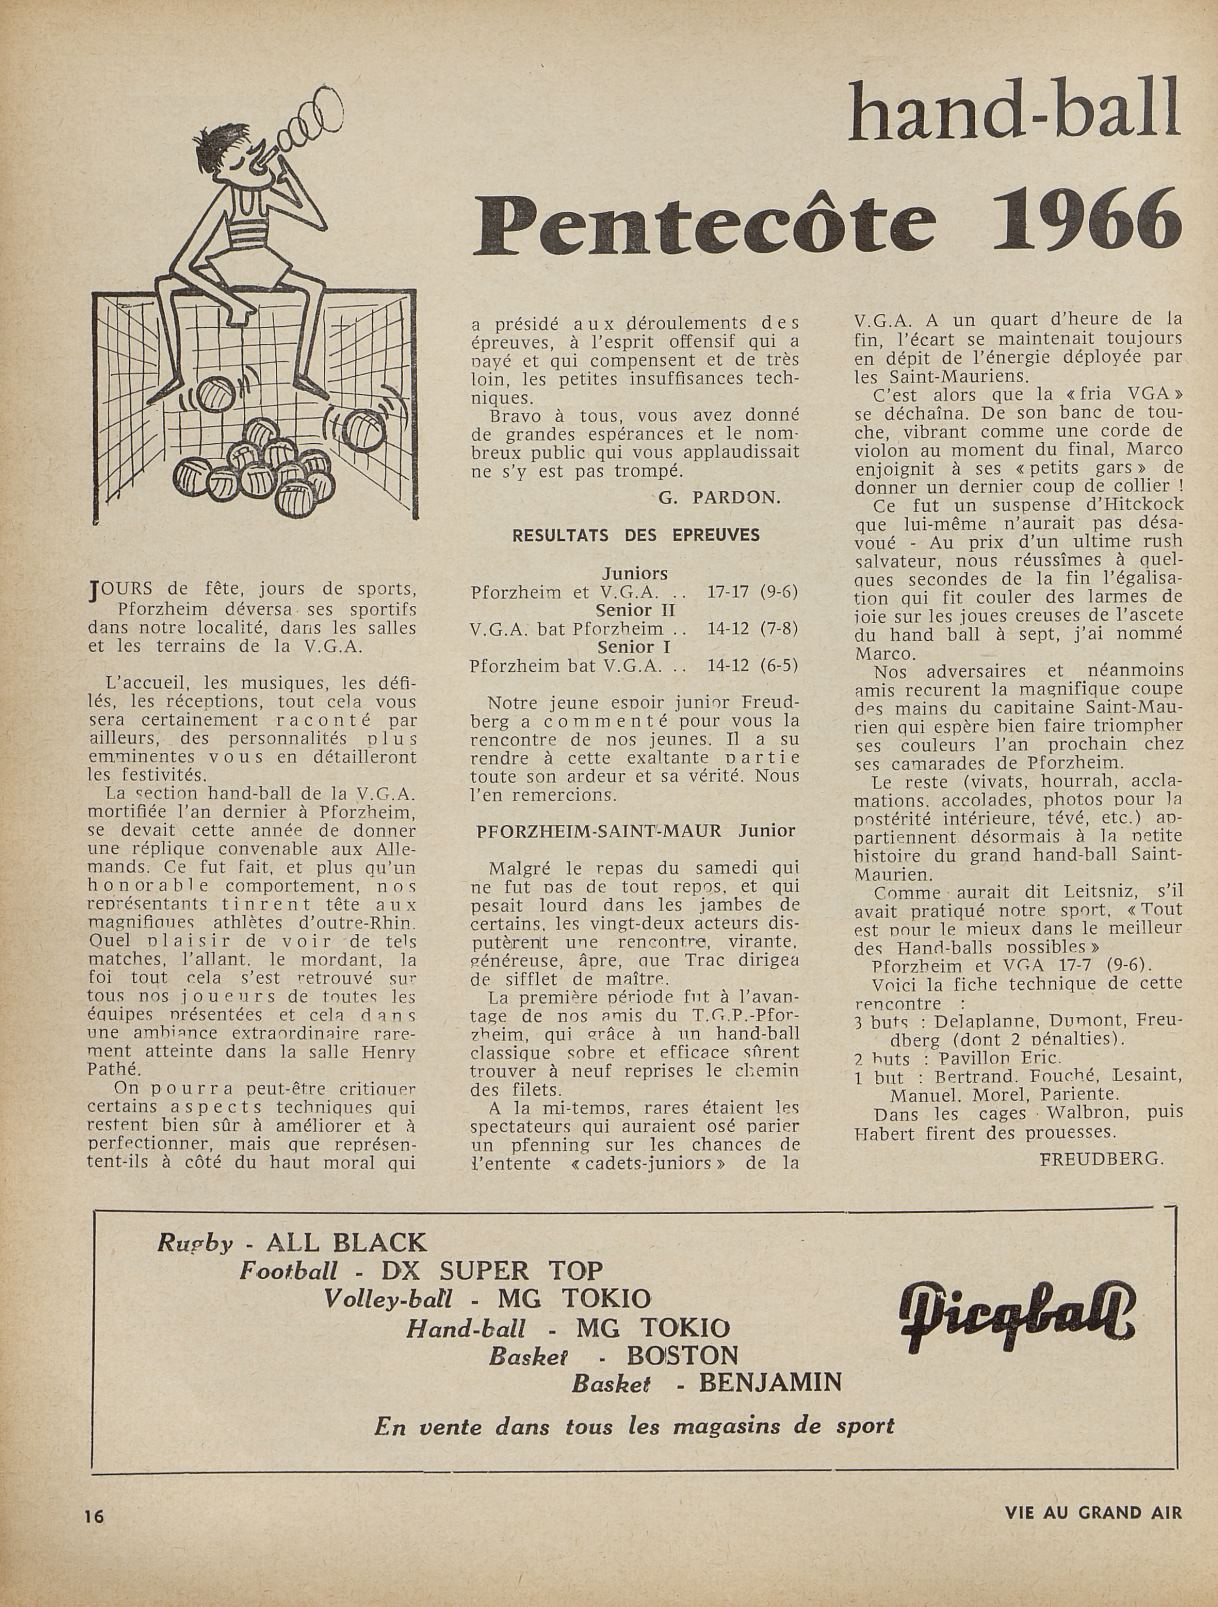 hand-ball
Pentecôte 1966
JOURS de fête, jours de sports,
Pforzheim déversa ses sportifs
dans notre localité, dans les salles
et les terrains de la V.G.A.
L'accueil, les musiques, les défi-
lés, les réceptions, tout cela vous
sera certainement raconté par
ailleurs, des personnalités plus
emminentes vous en détailleront
les festivités.
La section hand-ball de la V.G.A.
mortifiée l'an dernier à Pforzheim,
se devait cette année de donner
une réplique convenable aux Alle-
mands. Ce fut fait, et plus qu'un
honorable comportement, nos
représentants tinrent tête aux
magnifiques athlètes d'outre-Rhin.
Quel plaisir de voir de tels
matches, l'allant, le mordant, la
foi tout cela s'est retrouvé sur
tous nos joueurs de toutes les
équipes présentées et cela dans
une ambiance extraordinaire rare-
ment atteinte dans la salle Henry
Pathé.
On pourra peut-être critiquer
certains aspects techniques qui
restent bien sûr à améliorer et à
perfectionner, mais que représen-
tent-ils à côté du haut moral qui
a présidé aux déroulements des
épreuves, à l'esprit offensif qui a
payé et qui compensent et de très
loin, les petites insuffisances tech-
niques.
Bravo à tous, vous avez donné
de grandes espérances et le nom-
breux public qui vous applaudissait
ne s'y est pas trompé.
G. PARDON.
RESULTATS DES EPREUVES
Juniors
Pforzheim et V.G.A. .. 17-17 (9-6)
Senior II
V.G.A. bat Pforzheim .. 14-12 (7-8)
Senior I
Pforzheim bat V.G.A. .. 14-12 (6-5)
Notre jeune espoir junior Freud-
berg a commenté pour vous la
rencontre de nos jeunes. Il a su
rendre à cette exaltante partie
toute son ardeur et sa vérité. Nous
l'en remercions.
PFORZHEIM-SAINT-MAUR Junior
Malgré le repas du samedi qui
ne fut pas de tout repos, et qui
pesait lourd dans les jambes de
certains, les vingt-deux acteurs dis-
putèrent une rencontre, virante,
généreuse, âpre, que Trac dirigea
de sifflet de maître.
La première période fut à l'avan-
tage de nos amis du T.G.P.-Pfor-
zheim, qui grâce à un hand-ball
classique sobre et efficace sûrent
trouver à neuf reprises le chemin
des filets.
A la mi-temps, rares étaient les
spectateurs qui auraient osé parier
un pfenning sur les chances de
l'entente « cadets-juniors » de la
V.G.A. A un quart d'heure de la
fin, l'écart se maintenait toujours
en dépit de l'énergie déployée par
les Saint-Mauriens.
C'est alors que la « fria VGA »
se déchaîna. De son banc de tou-
che, vibrant comme une corde de
violon au moment du final, Marco
enjoignit à ses « petits gars » de
donner un dernier coup de collier !
Ce fut un suspense d'Hitckock
que lui-même n'aurait pas désa-
voué - Au prix d'un ultime rush
salvateur, nous réussîmes à quel-
ques secondes de la fin l'égalisa-
tion qui fit couler des larmes de
joie sur les joues creuses de l'ascete
du hand ball à sept, j'ai nommé
Marco.
Nos adversaires et néanmoins
amis recurent la magnifique coupe
des mains du capitaine Saint-Mau-
rien qui espère bien faire triompher
ses couleurs l'an prochain chez
ses camarades de Pforzheim.
Le reste (vivats, hourrah, accla-
mations, accolades, photos pour la
postérité intérieure, tévé, etc.) ap-
partiennent désormais à la petite
histoire du grand hand-ball Saint-
Maurien.
Comme aurait dit Leitsniz, s'il
avait pratiqué notre sport, « Tout
est pour le mieux dans le meilleur
des Hand-balls possibles »
Pforzheim et VGA 17-7 (9-6).
Voici la fiche technique de cette
rencontre :
3 buts : Delaplanne, Dumont, Freu-
dberg (dont 2 pénalties).
2 buts : Pavillon Eric.
1 but : Bertrand. Fouché, Lesaint,
Manuel. Morel, Pariente.
Dans les cages Walbron, puis
Habert firent des prouesses.
FREUDBERG.
Rugby - ALL BLACK
Football - DX SUPER TOP
Volley-ball - MG TOKIO
Hand-ball - MG TOKIO
Basket - BOSTON
Basket - BENJAMIN
Picqball
En vente dans tous les magasins de sport
16
VIE AU GRAND AIR